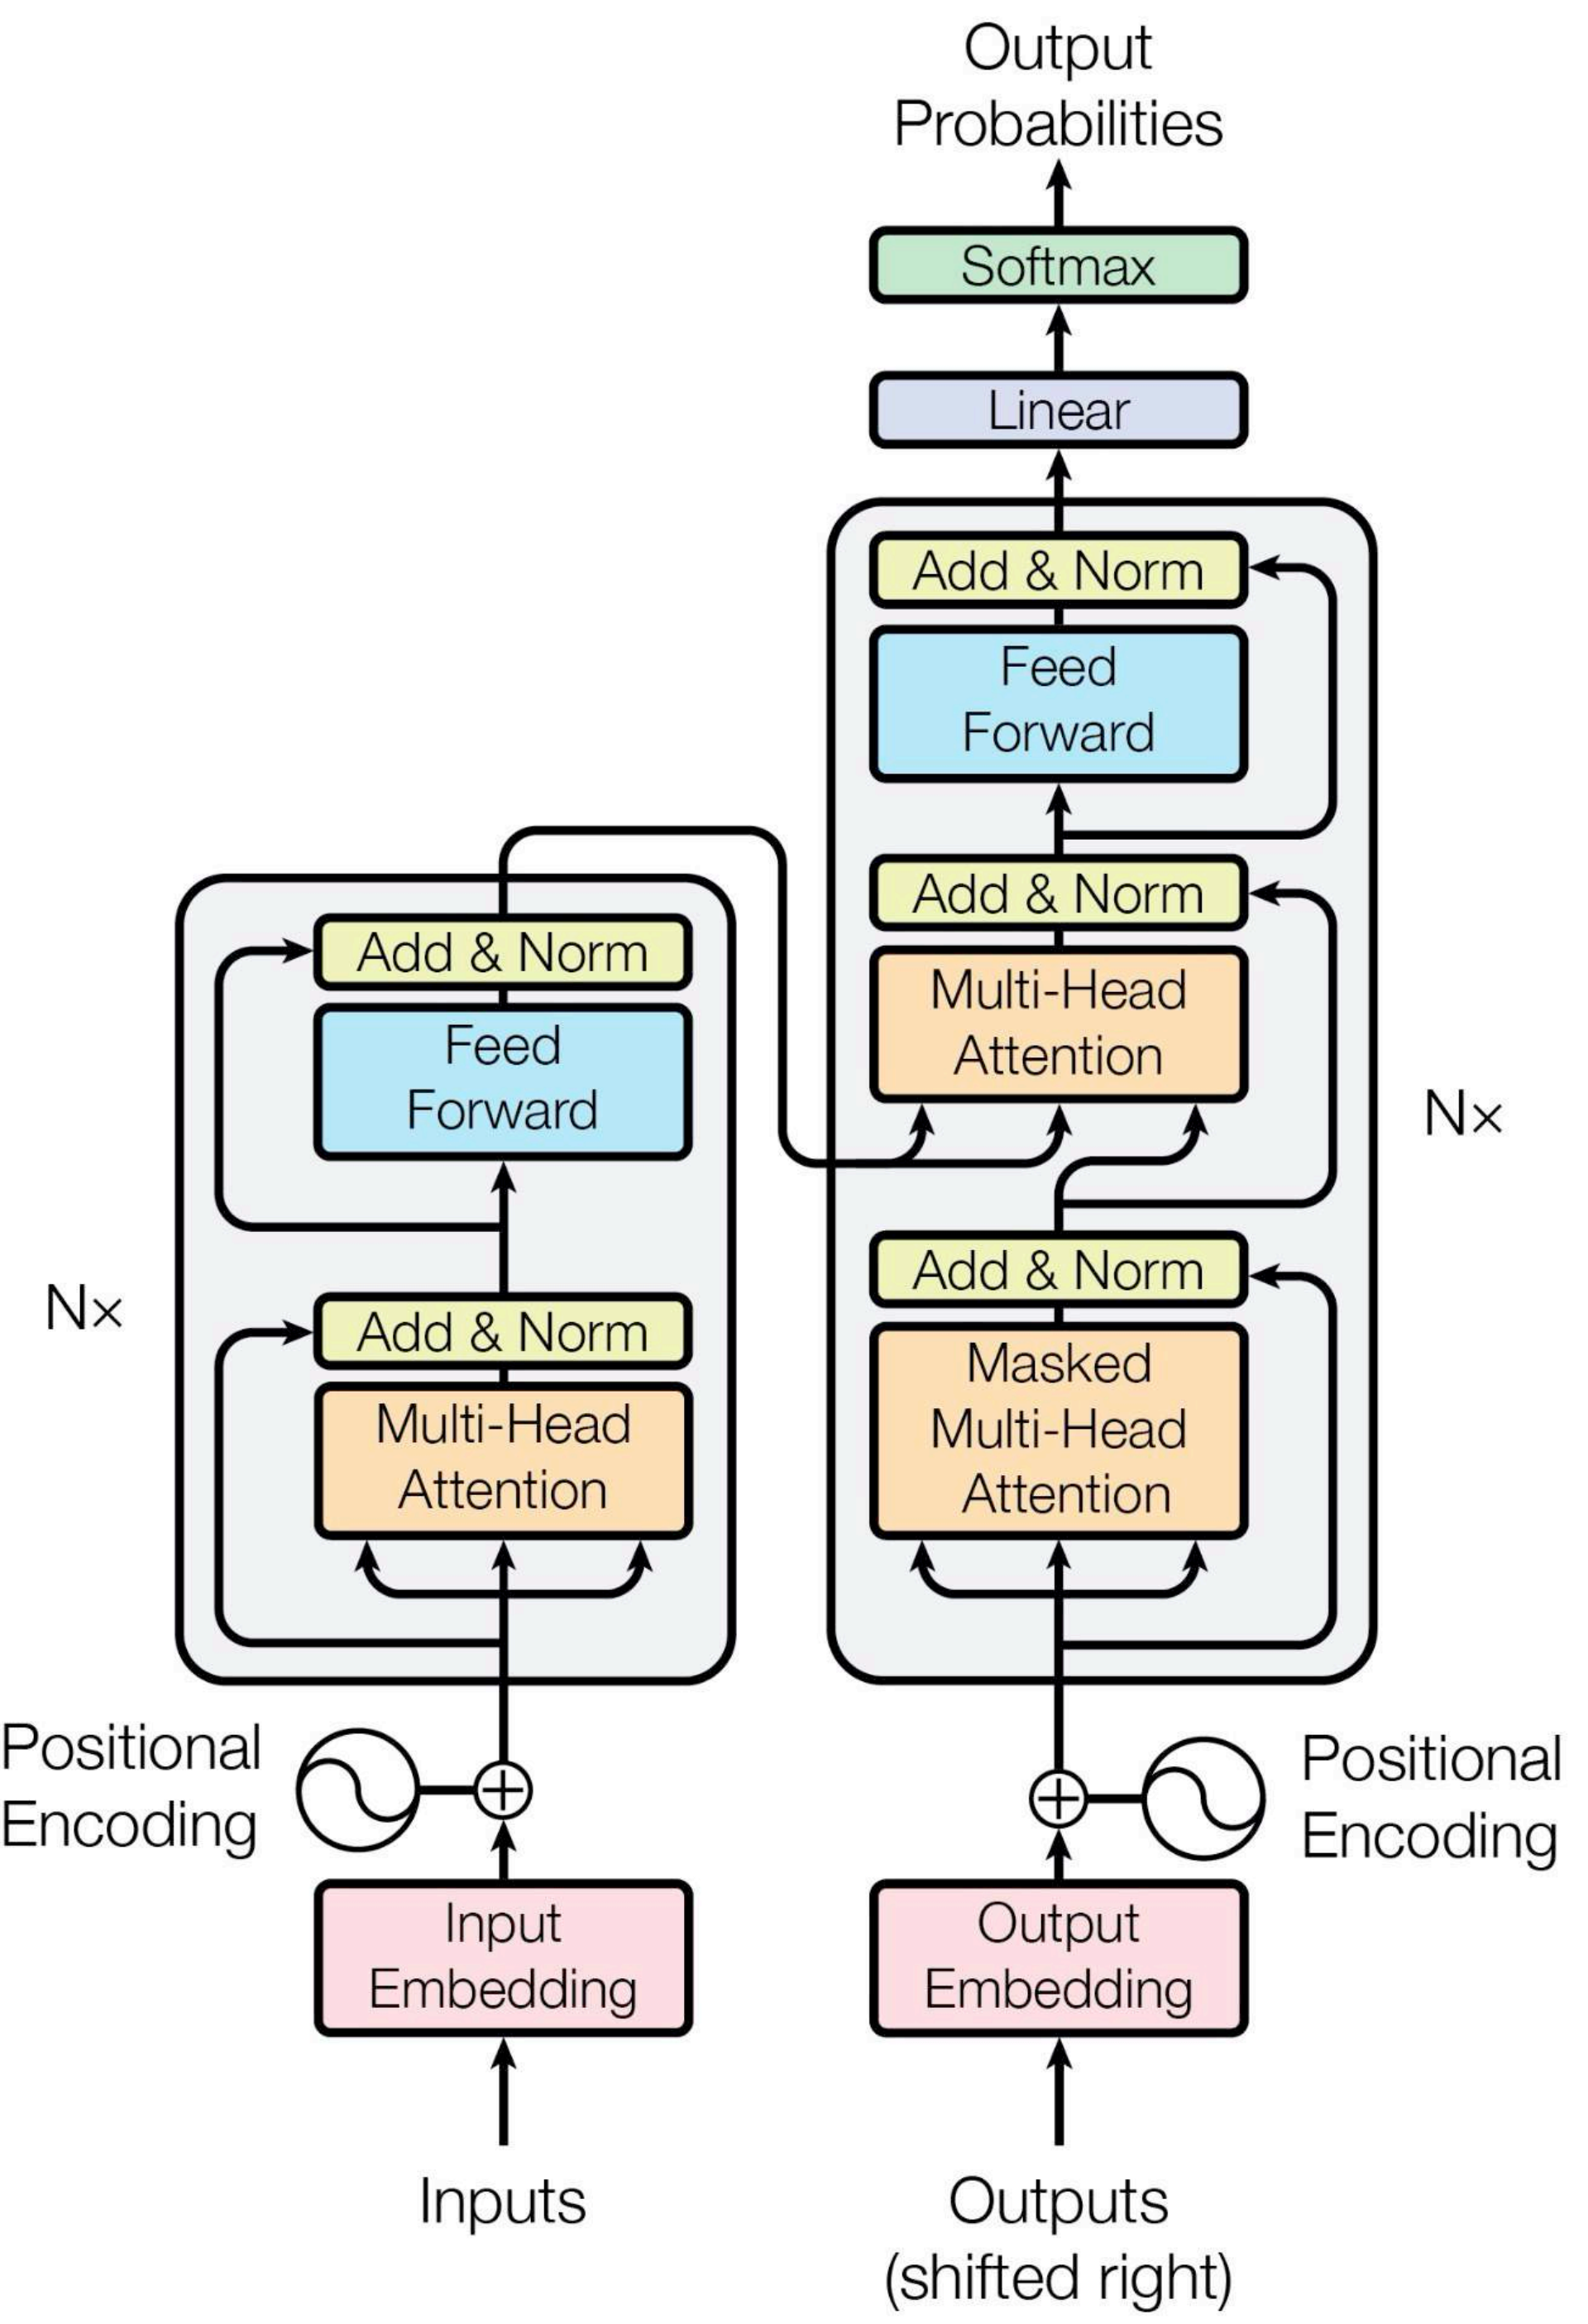 Output
Probabilities
Softmax
Linear
Add & Norm
Feed
Forward
Add & Norm
Multi-Head
Attention
Add & Norm
Masked
Multi-Head
Attention
N×
Add & Norm
Feed
Forward
Add & Norm
Multi-Head
Attention
N×
Positional
Encoding
Positional
Encoding
Input
Embedding
Output
Embedding
Inputs
Outputs
(shifted right)